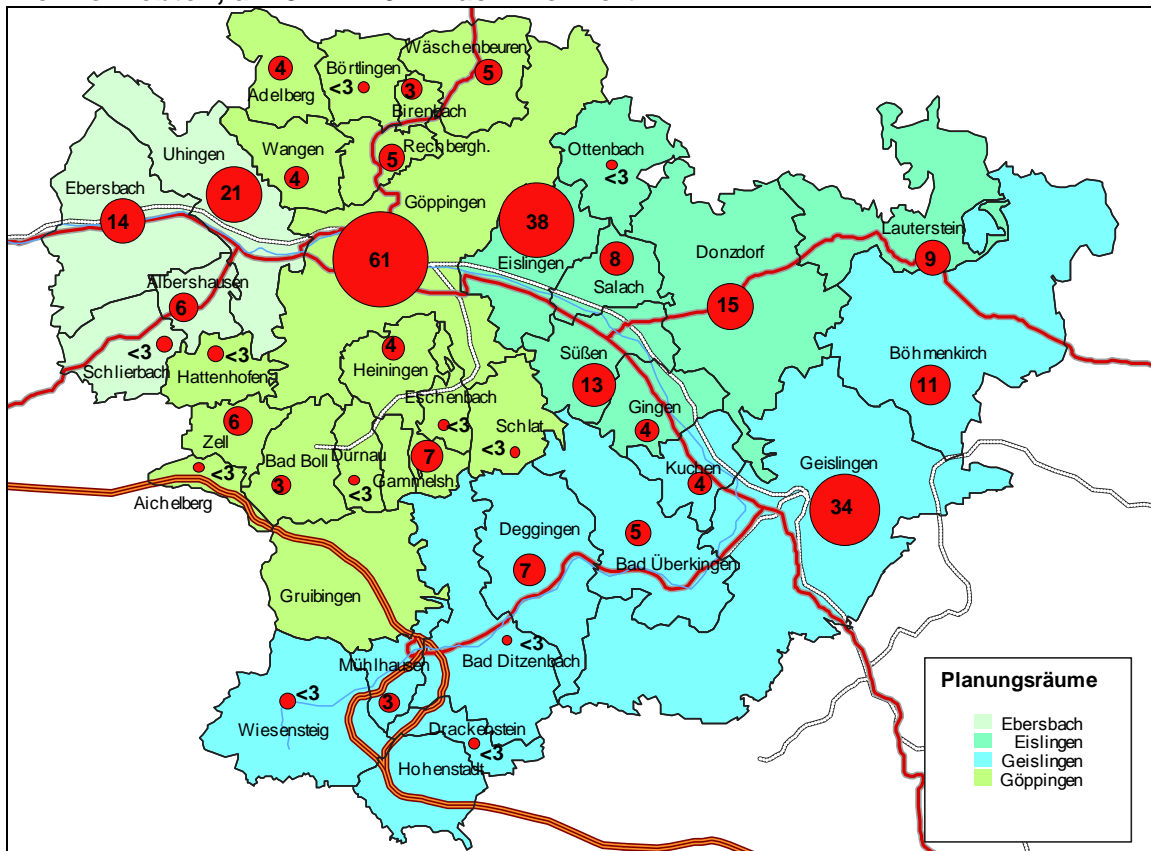 Wäschenbeuren
5
4
Adelberg
Börtlingen
<3
3
Birenbach
Uhingen
21
Wangen
4
Rechbergh.
5
Ottenbach
<3
Ebersbach
14
Göppingen
61
38
Eislingen
8
Salach
Donzdorf
15
Lauterstein
9
Albershausen
6
<3
Schlierbach
<3
Hattenhofen
4
Heiningen
Süßen
13
Böhmenkirch
11
Eschenbach
<3
Schlat
<3
Gingen
4
6
Zell
<3
Aichelberg
Bad Boll
3
Dürnau
<3
7
Gammelsh.
Kuchen
4
Geislingen
34
Deggingen
7
5
Bad Überkingen
Gruibingen
<3
Bad Ditzenbach
Mühlhausen
3
<3
Wiesensteig
Drackenstein
<3
Hohenstadt
Planungsräume
Ebersbach
Eislingen
Geislingen
Göppingen